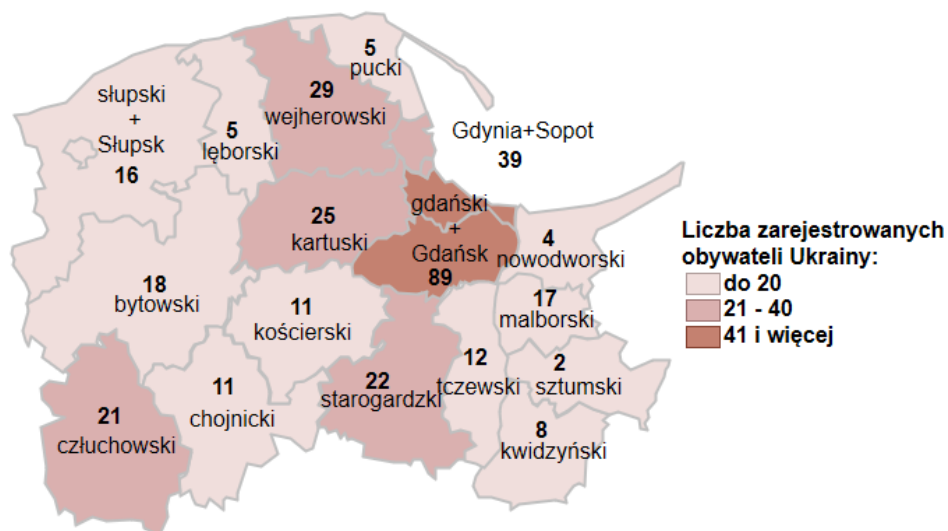 5
pucki
29
wejherowski
słupski
+
Słupsk
16
5
lęborski
Gdynia+Sopot
39
25
kartuski
gdański
+
Gdańsk
89
4
nowodworski
18
bytowski
11
kościerski
17
malborski
12
tczewski
2
sztumski
22
starogardzki
21
człuchowski
11
chojnicki
8
kwidzyński
Liczba zarejestrowanych
obywateli Ukrainy:
do 20
21 - 40
41 i więcej